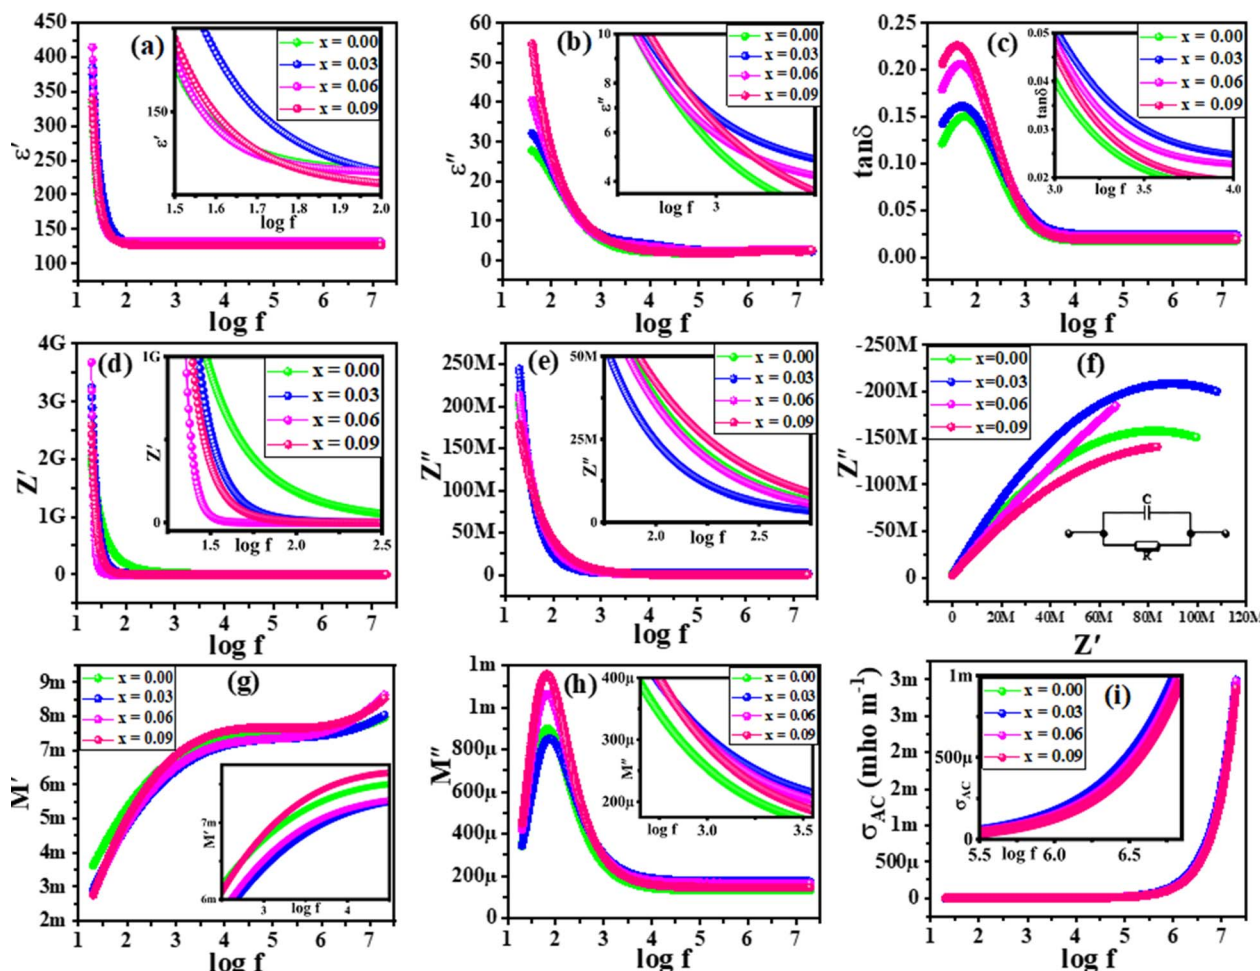 (a)
x = 0.00
x = 0.03
x = 0.06
x = 0.09
450
425
400
375
350
325
300
275
250
225
200
175
150
125
100
ε′
1 2 3 4 5 6 7
log f
150
ε′
1.5 1.6 1.7 1.8 1.9 2.0
log f
(b)
x = 0.00
x = 0.03
x = 0.06
x = 0.09
60
50
40
30
20
10
0
ε″
1 2 3 4 5 6 7
log f
10
8
6
4
ε″
3
log f
(c)
x = 0.00
x = 0.03
x = 0.06
x = 0.09
0.25
0.20
0.15
0.10
0.05
0.00
tanδ
1 2 3 4 5 6 7
log f
0.05
0.04
0.03
0.02
tanδ
3.0 3.5 4.0
log f
(d)
x = 0.00
x = 0.03
x = 0.06
x = 0.09
4G
3G
2G
1G
0
Z′
1 2 3 4 5 6 7
log f
1G
0
Z′
1.5 2.0 2.5
log f
(e)
x = 0.00
x = 0.03
x = 0.06
x = 0.09
250M
200M
150M
100M
50M
0
Z″
1 2 3 4 5 6 7
log f
50M
25M
0
Z″
2.0 2.5
log f
(f)
x=0.00
x=0.03
x=0.06
x=0.09
-250M
-200M
-150M
-100M
-50M
0
Z″
C
R
0 20M 40M 60M 80M 100M 120M
Z′
(g)
x = 0.00
x = 0.03
x = 0.06
x = 0.09
9m
8m
7m
6m
5m
4m
3m
2m
M′
1 2 3 4 5 6 7
log f
7m
6m
M′
3 4
log f
(h)
x = 0.00
x = 0.03
x = 0.06
x = 0.09
1m
1m
800µ
600µ
400µ
200µ
0
M″
1 2 3 4 5 6 7
log f
400µ
300µ
200µ
M″
3.0 3.5
log f
(i)
x = 0.00
x = 0.03
x = 0.06
x = 0.09
3m
3m
2m
2m
1m
500µ
0
σAC (mho m⁻¹)
1 2 3 4 5 6 7
log f
1m
500µ
0
σAC
5.5 6.0 6.5
log f